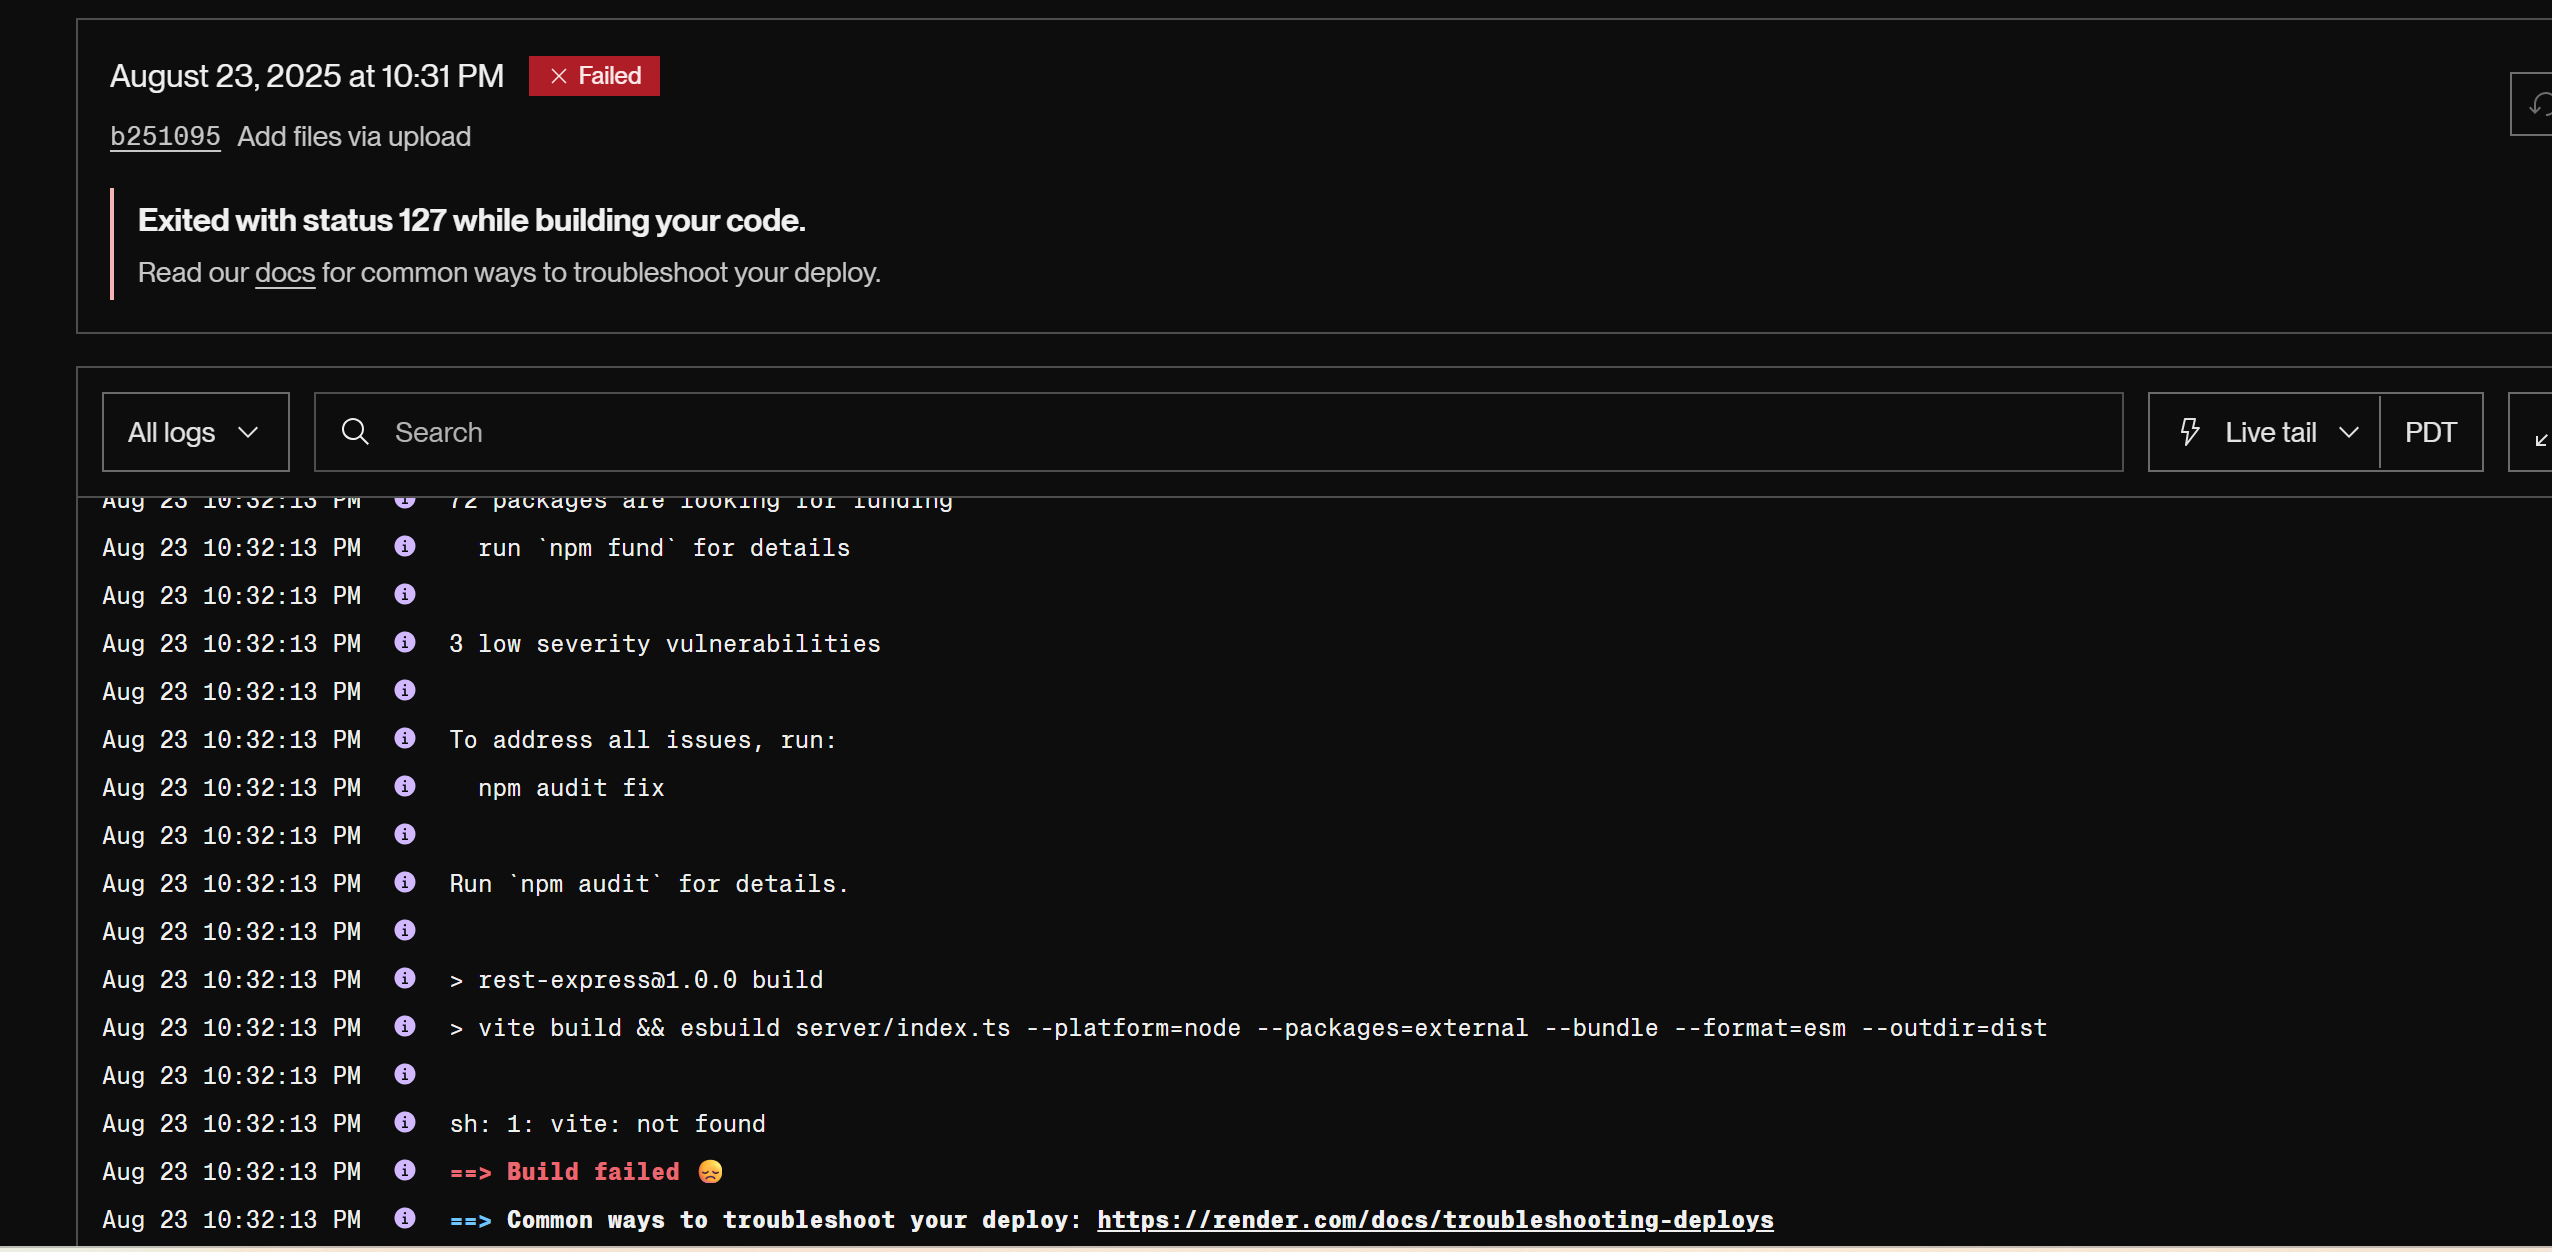 August 23, 2025 at 10:31 PM Failed
b251095 Add files via upload
Exited with status 127 while building your code.
Read our docs for common ways to troubleshoot your deploy.
All logs Search Live tail PDT
Aug 23 10:32:13 PM 72 packages are looking for funding
Aug 23 10:32:13 PM run `npm fund` for details
Aug 23 10:32:13 PM
Aug 23 10:32:13 PM 3 low severity vulnerabilities
Aug 23 10:32:13 PM
Aug 23 10:32:13 PM To address all issues, run:
Aug 23 10:32:13 PM npm audit fix
Aug 23 10:32:13 PM
Aug 23 10:32:13 PM Run `npm audit` for details.
Aug 23 10:32:13 PM
Aug 23 10:32:13 PM > rest-express@1.0.0 build
Aug 23 10:32:13 PM > vite build && esbuild server/index.ts --platform=node --packages=external --bundle --format=esm --outdir=dist
Aug 23 10:32:13 PM
Aug 23 10:32:13 PM sh: 1: vite: not found
Aug 23 10:32:13 PM ==> Build failed 😞
Aug 23 10:32:13 PM ==> Common ways to troubleshoot your deploy: https://render.com/docs/troubleshooting-deploys